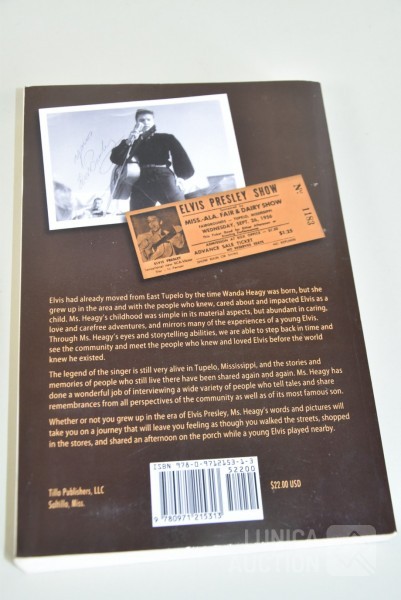 ELVIS PRESLEY SHOW
MISS.-ALA. FAIR & DAIRY SHOW
WEDNESDAY, SEPT. 26, 1956
ADVANCE SALE TICKET
$1.25
Nº 1183
ELVIS PRESLEY
Elvis had already moved from East Tupelo by the time Wanda Heagy was born, but she
grew up in the area and with the people who knew, cared about and impacted Elvis as a
child. Ms. Heagy's childhood was simple in its material aspects, but abundant in caring,
love and carefree adventures, and mirrors many of the experiences of a young Elvis.
Through Ms. Heagy's eyes and storytelling abilities, we are able to step back in time and
see the community and meet the people who knew and loved Elvis before the world
knew he existed.
The legend of the singer is still very alive in Tupelo, Mississippi, and the stories and
memories of people who still live there have been shared again and again. Ms. Heagy has
done a wonderful job of interviewing a wide variety of people who tell tales and share
remembrances from all perspectives of the community as well as of its most famous son.
Whether or not you grew up in the era of Elvis Presley, Ms. Heagy's words and pictures will
take you on a journey that will leave you feeling as though you walked the streets, shopped
in the stores, and shared an afternoon on the porch while a young Elvis played nearby.
Tilla Publishers, LLC
Saltillo, Miss.
ISBN 978-0-9712153-1-3
52200
9 780971 215313
$22.00 USD
LUNICA
AUCTION